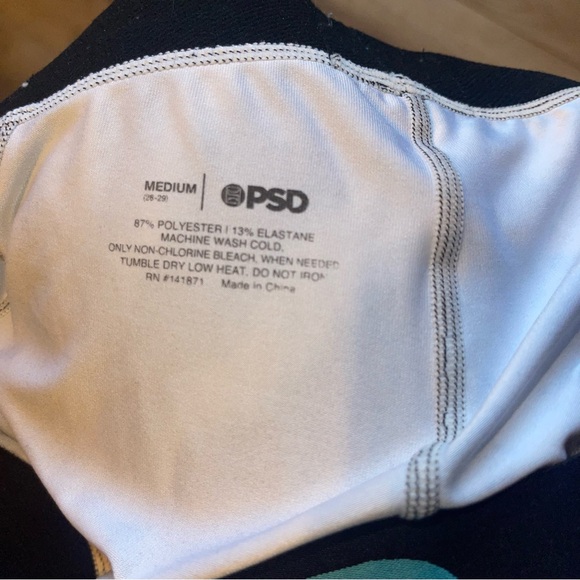 MEDIUM
(26-29)
PSD
87% POLYESTER | 13% ELASTANE
MACHINE WASH COLD.
ONLY NON-CHLORINE BLEACH, WHEN NEEDED
TUMBLE DRY LOW HEAT. DO NOT IRON
RN #141871 Made in China